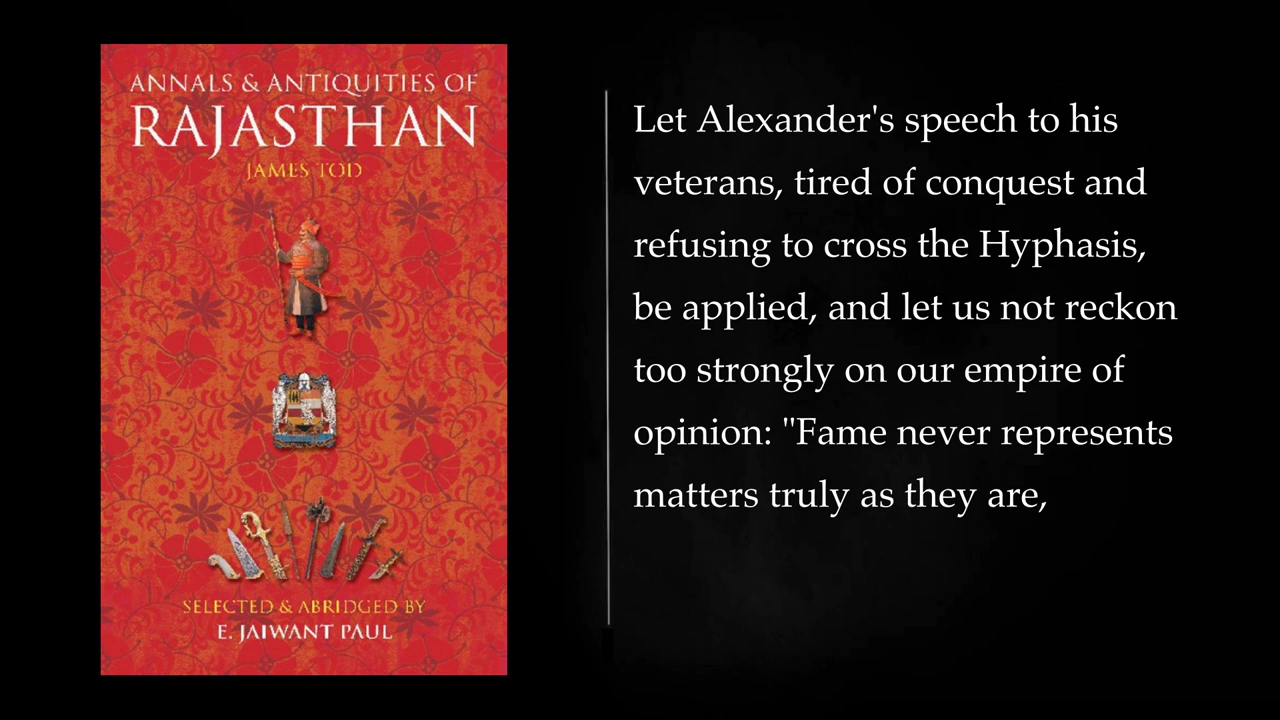 ANNALS & ANTIQUITIES OF
RAJASTHAN
JAMES TOD
SELECTED & ABRIDGED BY
E. JAIWANT PAUL
Let Alexander's speech to his
veterans, tired of conquest and
refusing to cross the Hyphasis,
be applied, and let us not reckon
too strongly on our empire of
opinion: "Fame never represents
matters truly as they are,